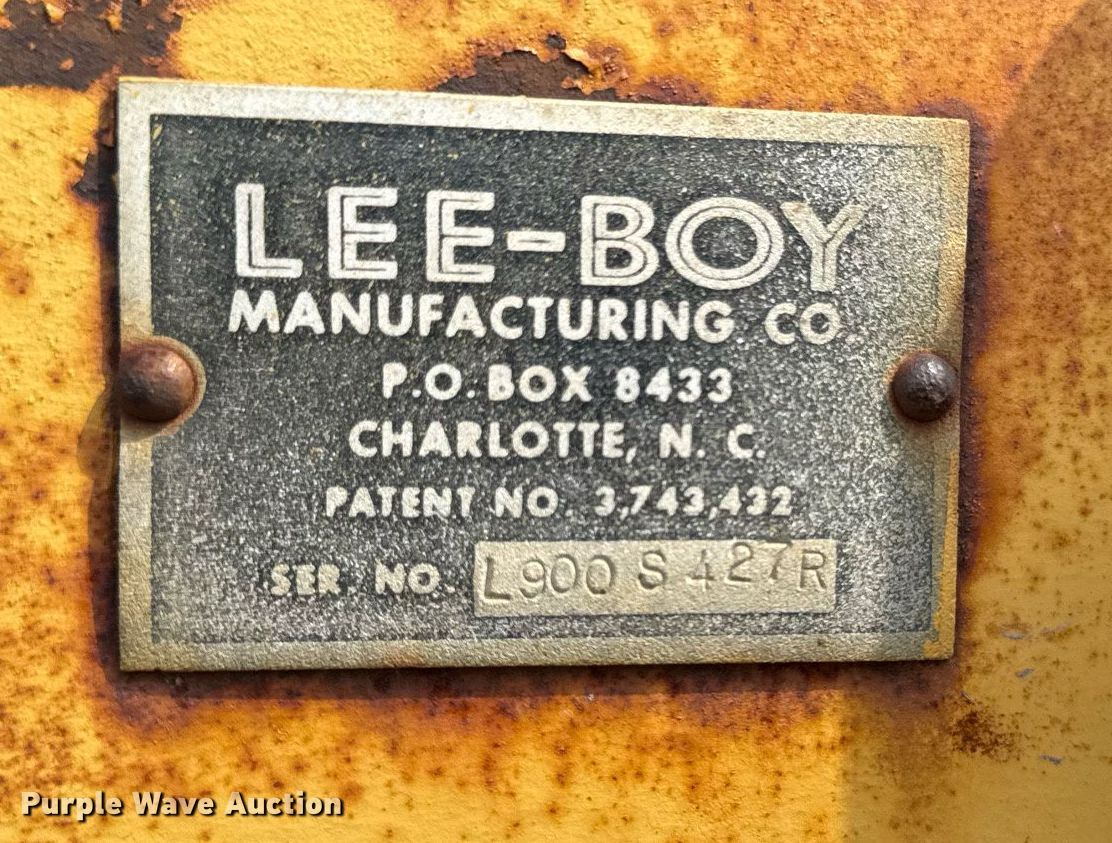 LEE-BOY
MANUFACTURING CO.
P.O. BOX 8433
CHARLOTTE, N. C.
PATENT NO. 3,743,432
SER. NO. L900 S 427R
Purple Wave Auction